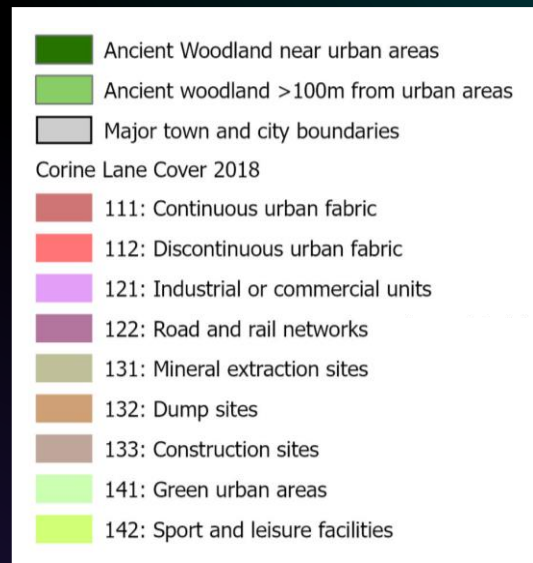 Ancient Woodland near urban areas
Ancient woodland >100m from urban areas
Major town and city boundaries
Corine Lane Cover 2018
111: Continuous urban fabric
112: Discontinuous urban fabric
121: Industrial or commercial units
122: Road and rail networks
131: Mineral extraction sites
132: Dump sites
133: Construction sites
141: Green urban areas
142: Sport and leisure facilities